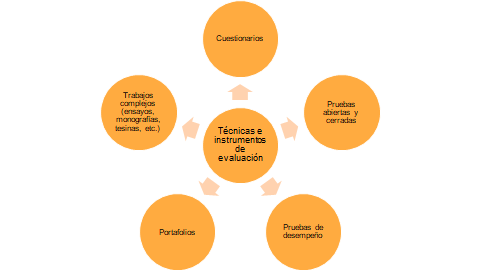 Cuestionarios
Trabajos
complejos
(ensayos,
monografías,
tesinas, etc.)
Pruebas
abiertas y
cerradas
Técnicas e
instrumentos
de
evaluación
Portafolios
Pruebas de
desempeño